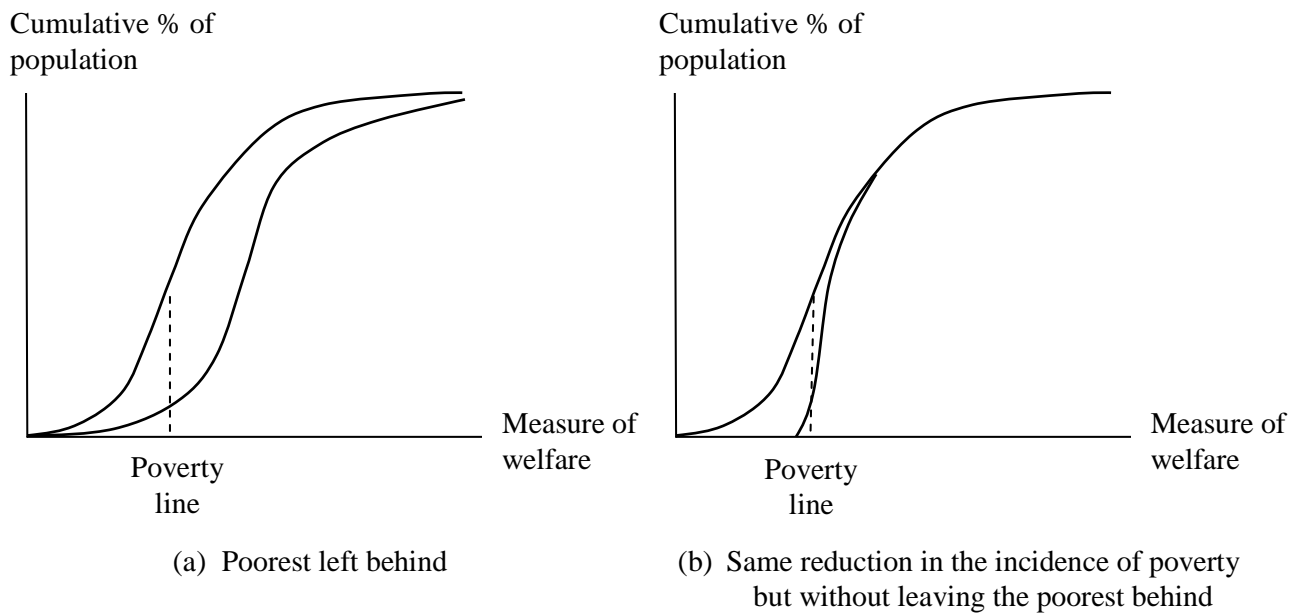 Cumulative % of
population
Measure of
welfare
Poverty
line
(a) Poorest left behind
Cumulative % of
population
Measure of
welfare
Poverty
line
(b) Same reduction in the incidence of poverty
but without leaving the poorest behind